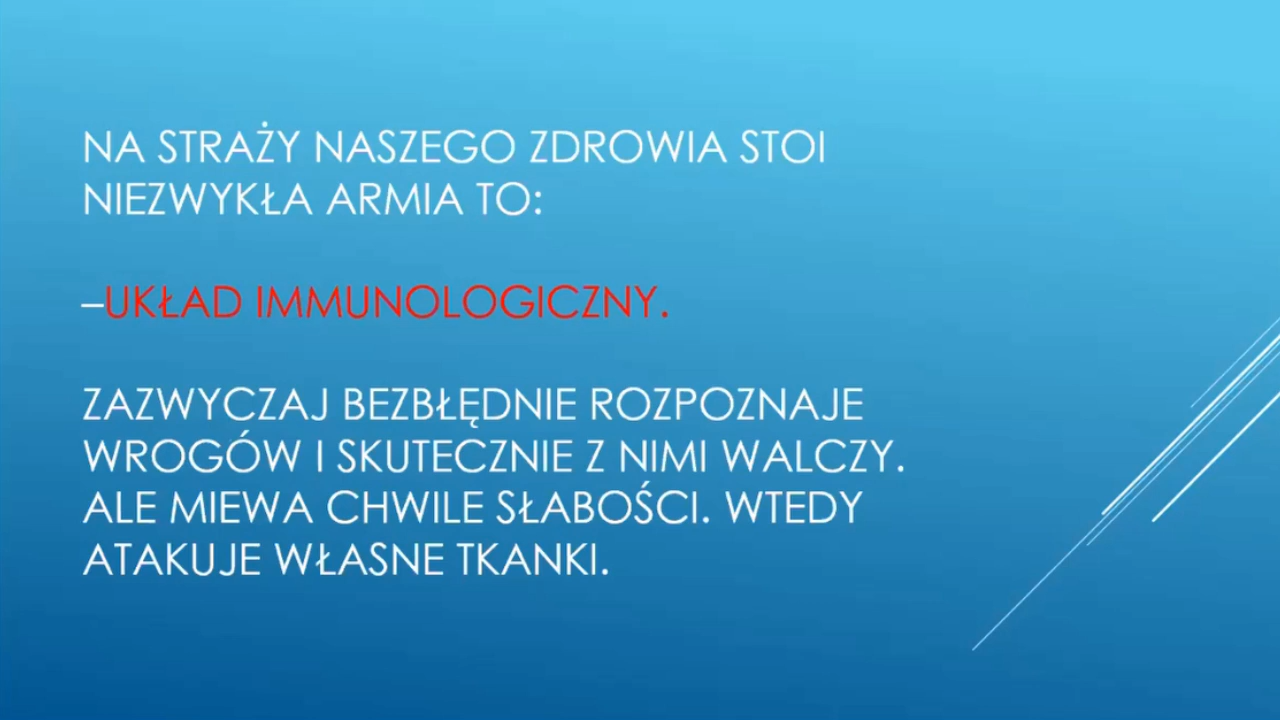 NA STRAŻY NASZEGO ZDROWIA STOI
NIEZWYKŁA ARMIA TO:
–UKŁAD IMMUNOLOGICZNY.
ZAZWYCZAJ BEZBŁĘDNIE ROZPOZNAJE
WROGÓW I SKUTECZNIE Z NIMI WALCZY.
ALE MIEWA CHWILE SŁABOŚCI. WTEDY
ATAKUJE WŁASNE TKANKI.